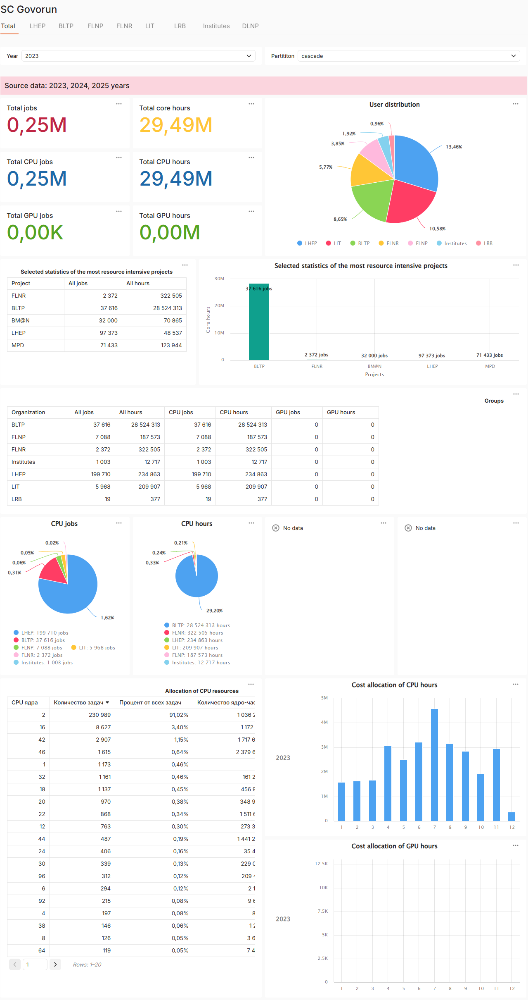 SC Govorun
Total LHEP BLTP FLNP FLNR LIT LRB Institutes DLNP
Year 2023 Partititon cascade
Source data: 2023, 2024, 2025 years
Total jobs
0,25M
Total core hours
29,49M
Total CPU jobs
0,25M
Total CPU hours
29,49M
Total GPU jobs
0,00K
Total GPU hours
0,00M
User distribution
0,96%
1,92%
3,85%
13,46%
5,77%
8,65%
10,58%
LHEP LIT BLTP FLNR FLNP Institutes LRB
Selected statistics of the most resource intensive projects
Project All jobs All hours
FLNR 2 372 322 505
BLTP 37 616 28 524 313
BM@N 32 000 70 865
LHEP 97 373 48 537
MPD 71 433 123 944
Selected statistics of the most resource intensive projects
30M
20M
10M
0
Core hours
37 616 jobs
2 372 jobs
32 000 jobs
97 373 jobs
71 433 jobs
BLTP FLNR BM@N LHEP MPD
Projects
Groups
Organization All jobs All hours CPU jobs CPU hours GPU jobs GPU hours
BLTP 37 616 28 524 313 37 616 28 524 313 0 0
FLNP 7 088 187 573 7 088 187 573 0 0
FLNR 2 372 322 505 2 372 322 505 0 0
Institutes 1 003 12 717 1 003 12 717 0 0
LHEP 199 710 234 863 199 710 234 863 0 0
LIT 5 968 209 907 5 968 209 907 0 0
LRB 19 377 19 377 0 0
CPU jobs
0,02%
0,05%
0,06%
0,31%
1,62%
LHEP: 199 710 jobs
BLTP: 37 616 jobs
FLNP: 7 088 jobs LIT: 5 968 jobs
FLNR: 2 372 jobs
Institutes: 1 003 jobs
CPU hours
0,21%
0,24%
0,33%
29,20%
BLTP: 28 524 313 hours
FLNR: 322 505 hours
LHEP: 234 863 hours
LIT: 209 907 hours
FLNP: 187 573 hours
Institutes: 12 717 hours
No data
No data
Allocation of CPU resources
CPU ядра Количество задач Процент от всех задач Количество ядро-час
2 230 989 91,02% 1 036 2
16 8 627 3,40% 1 172
42 2 907 1,15% 1 717 6
46 1 615 0,64% 2 379 6
1 1 173 0,46%
32 1 161 0,46% 161 2
18 1 137 0,45% 456 9
20 970 0,38% 348 9
22 868 0,34% 1 511 6
12 763 0,30% 273 3
44 487 0,19% 1 441 2
24 406 0,16% 35 4
30 339 0,13% 229 0
96 312 0,12% 209 4
6 294 0,12% 2 1
92 215 0,08% 9 6
4 197 0,08% 8
38 146 0,06% 1 2
8 126 0,05% 3 6
64 119 0,05% 7 4
1 Rows: 1–20
Cost allocation of CPU hours
5M
4M
3M
2M
1M
0
2023
1 2 3 4 5 6 7 8 9 10 11 12
Cost allocation of GPU hours
12.5K
10K
7.5K
5K
2.5K
0
2023
1 2 3 4 5 6 7 8 9 10 11 12